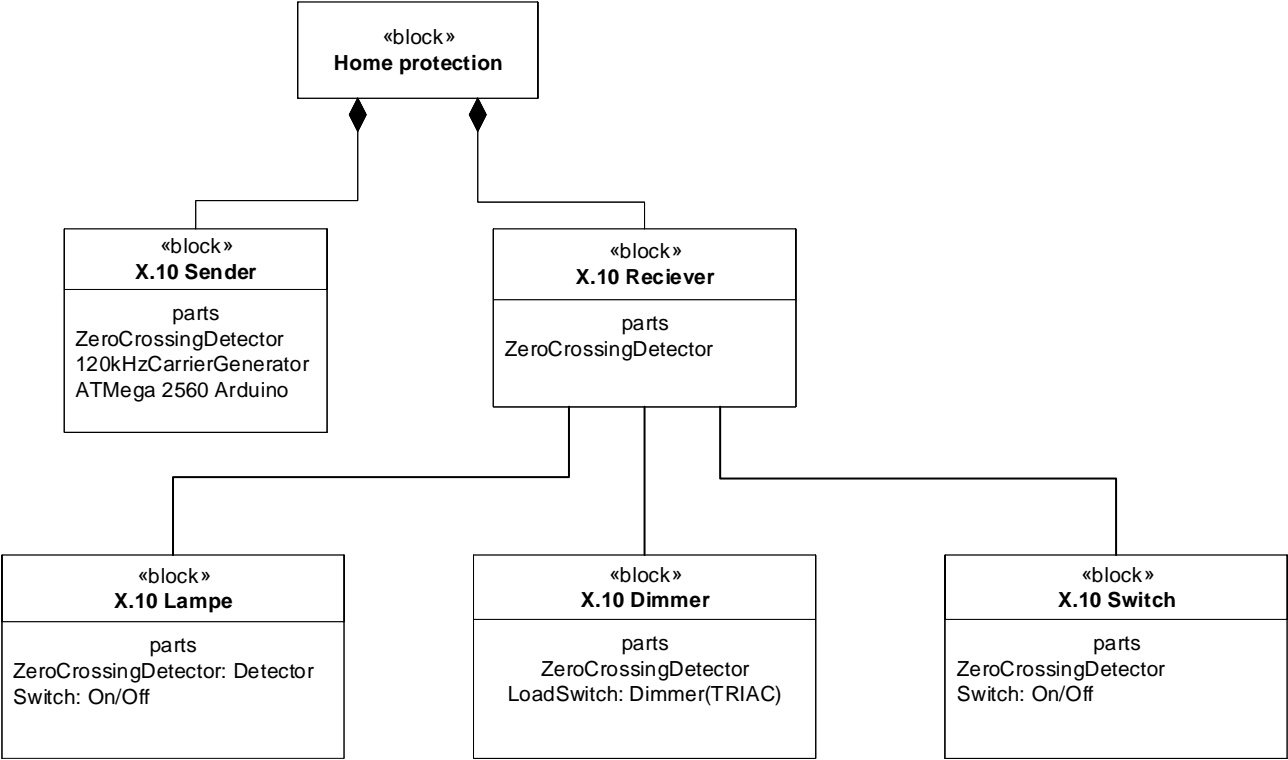 «block»
Home protection
«block»
X.10 Sender
parts
ZeroCrossingDetector
120kHzCarrierGenerator
ATMega 2560 Arduino
«block»
X.10 Reciever
parts
ZeroCrossingDetector
«block»
X.10 Lampe
parts
ZeroCrossingDetector: Detector
Switch: On/Off
«block»
X.10 Dimmer
parts
ZeroCrossingDetector
LoadSwitch: Dimmer(TRIAC)
«block»
X.10 Switch
parts
ZeroCrossingDetector
Switch: On/Off